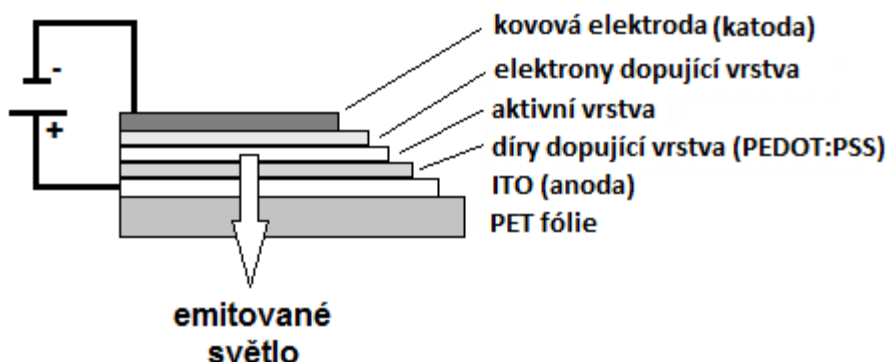 kovová elektroda (katoda)
elektrony dopující vrstva
aktivní vrstva
díry dopující vrstva (PEDOT:PSS)
ITO (anoda)
PET fólie
-
+
emitované
světlo